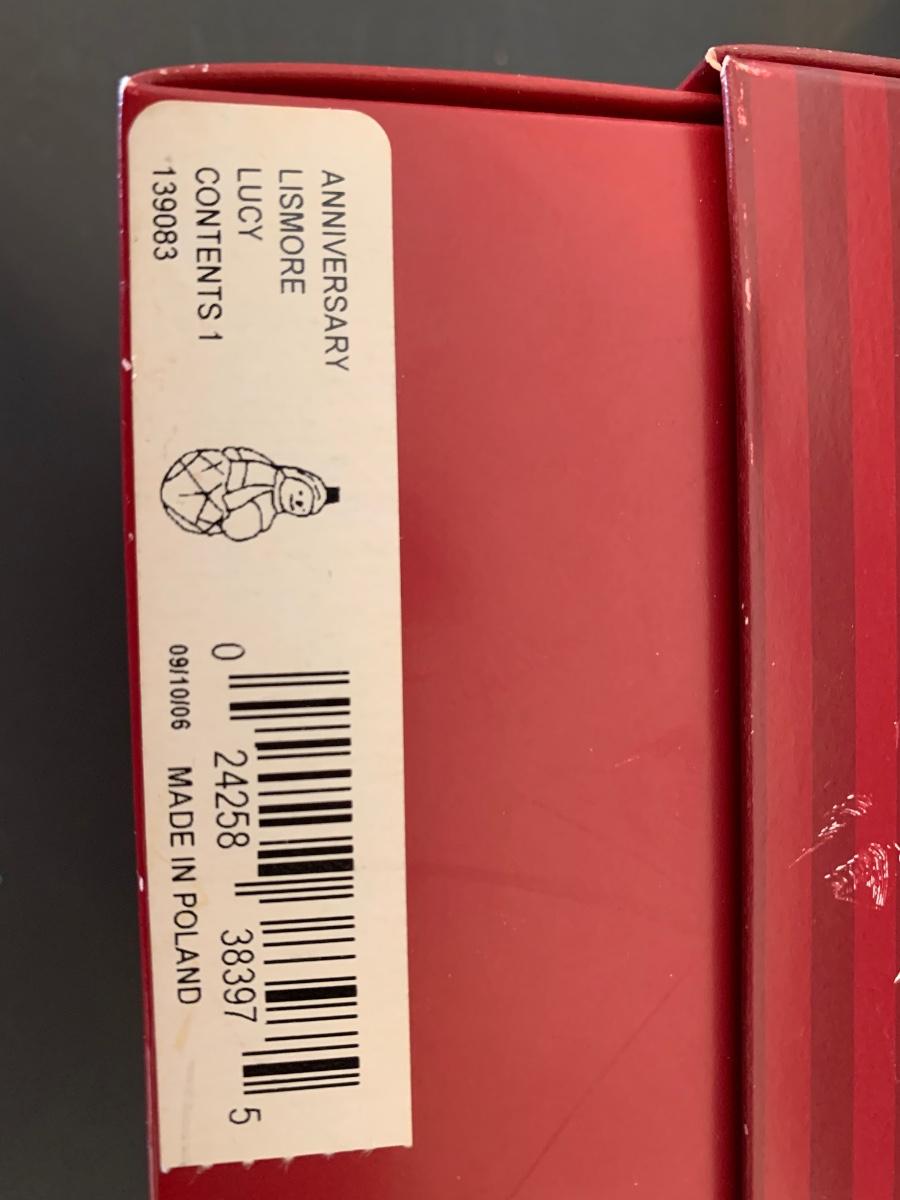 ANNIVERSARY
LISMORE
LUCY
CONTENTS 1
139083
0 24258 38397 5
09/10/06 MADE IN POLAND